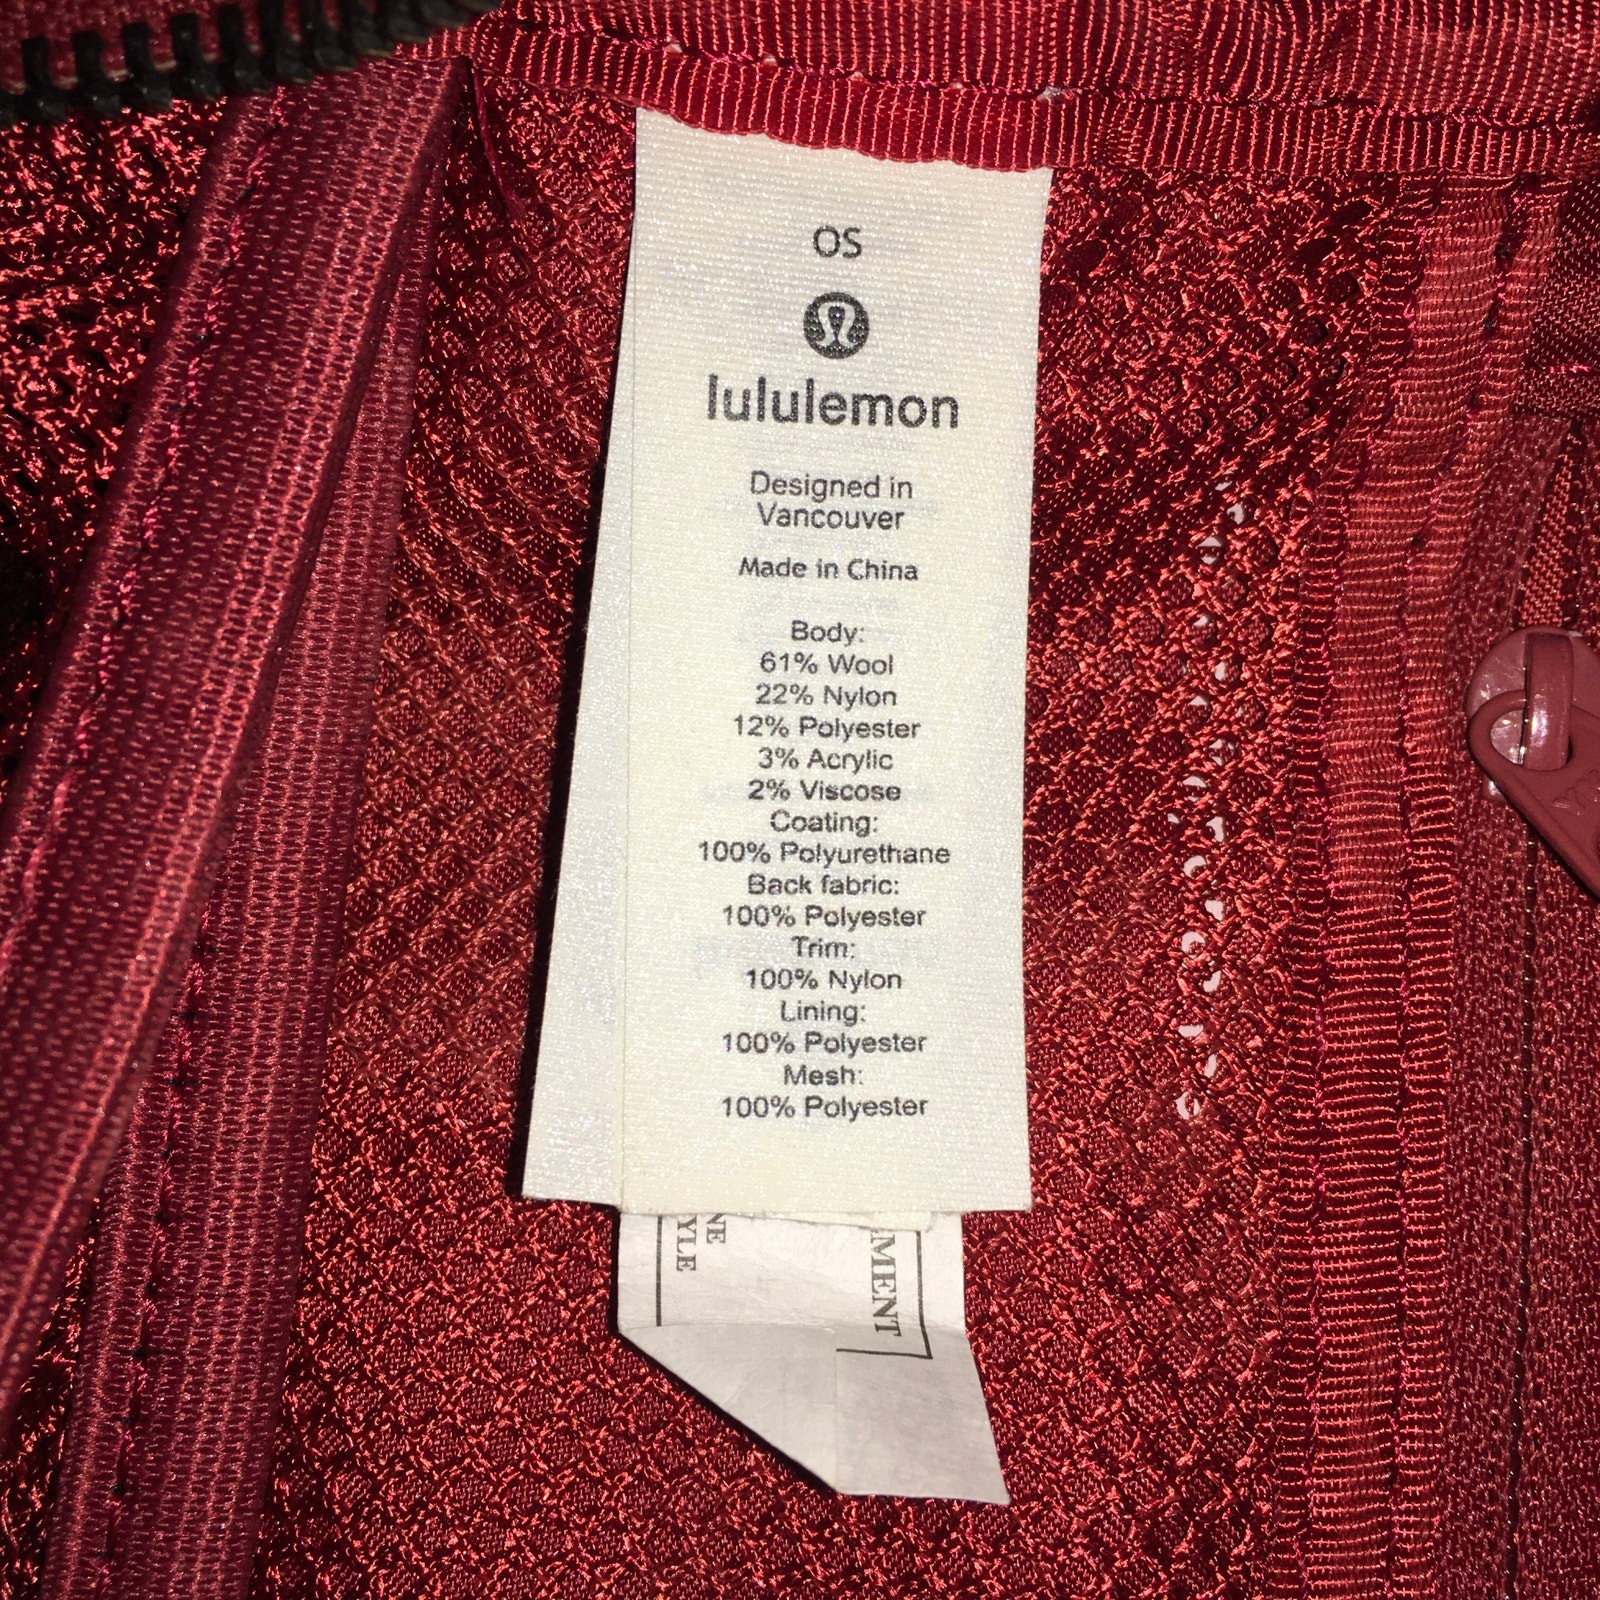 OS
lululemon
Designed in
Vancouver
Made in China
Body:
61% Wool
22% Nylon
12% Polyester
3% Acrylic
2% Viscose
Coating:
100% Polyurethane
Back fabric:
100% Polyester
Trim:
100% Nylon
Lining:
100% Polyester
Mesh:
100% Polyester